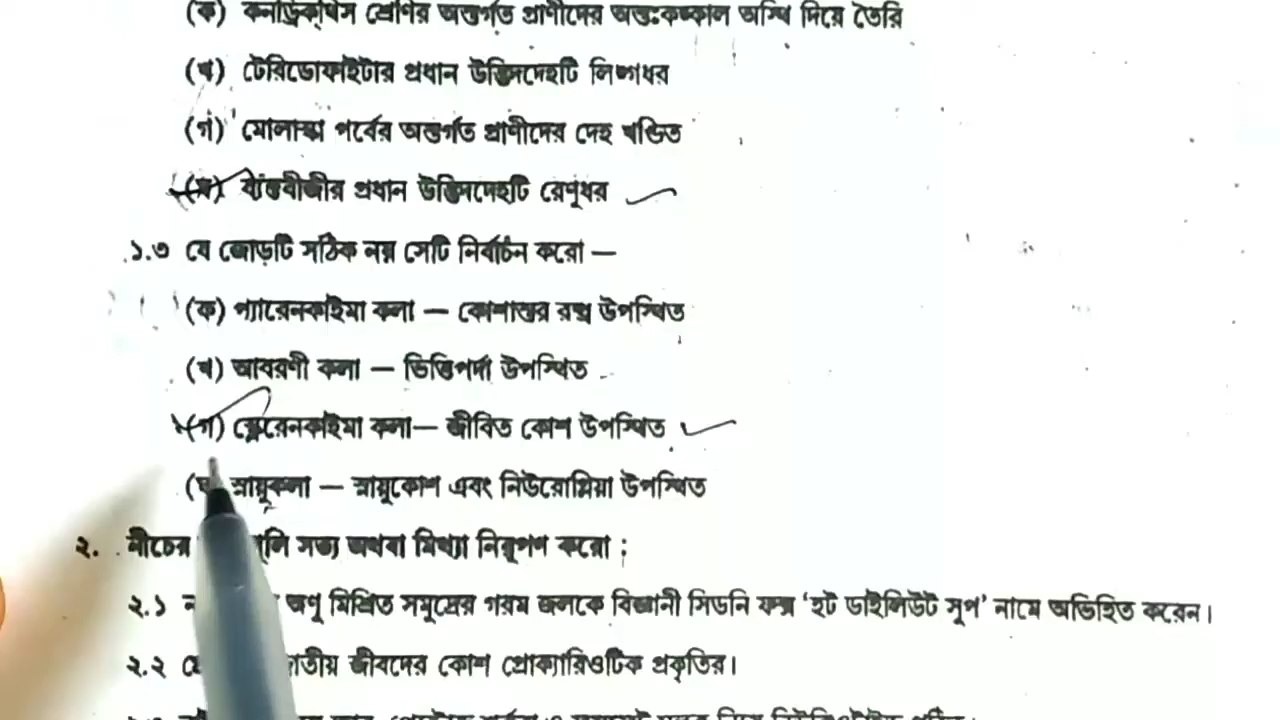 (ক) কনড্রিকথিস শ্রেণির অন্তর্গত প্রাণীদের অন্তঃকঙ্কাল অস্থি দিয়ে তৈরি
(খ) টেরিডোফাইটার প্রধান উদ্ভিদদেহটি লিঙ্গধর
(গ) মোলাস্কা পর্বের অন্তর্গত প্রাণীদের দেহ খন্ডিত
(ঘ) ব্যক্তবীজীর প্রধান উদ্ভিদদেহটি রেণুধর
১.৩ যে জোড়টি সঠিক নয় সেটি নির্বাচন করো —
(ক) প্যারেনকাইমা কলা — কোশান্তর রন্ধ্র উপস্থিত
(খ) আবরণী কলা — ভিত্তিপর্দা উপস্থিত
(গ) স্ক্লেরেনকাইমা কলা— জীবিত কোশ উপস্থিত
স্নায়ুকলা — স্নায়ুকোশ এবং নিউরোগ্লিয়া উপস্থিত
২. নীচের সত্য অথবা মিথ্যা নিরূপণ করো ;
২.১ অণু মিশ্রিত সমুদ্রের গরম জলকে বিজ্ঞানী সিডনি ফক্স ‘হট ডাইলিউট স্যুপ’ নামে অভিহিত করেন।
২.২ জীবদের কোশ প্রোক্যারিওটিক প্রকৃতির।